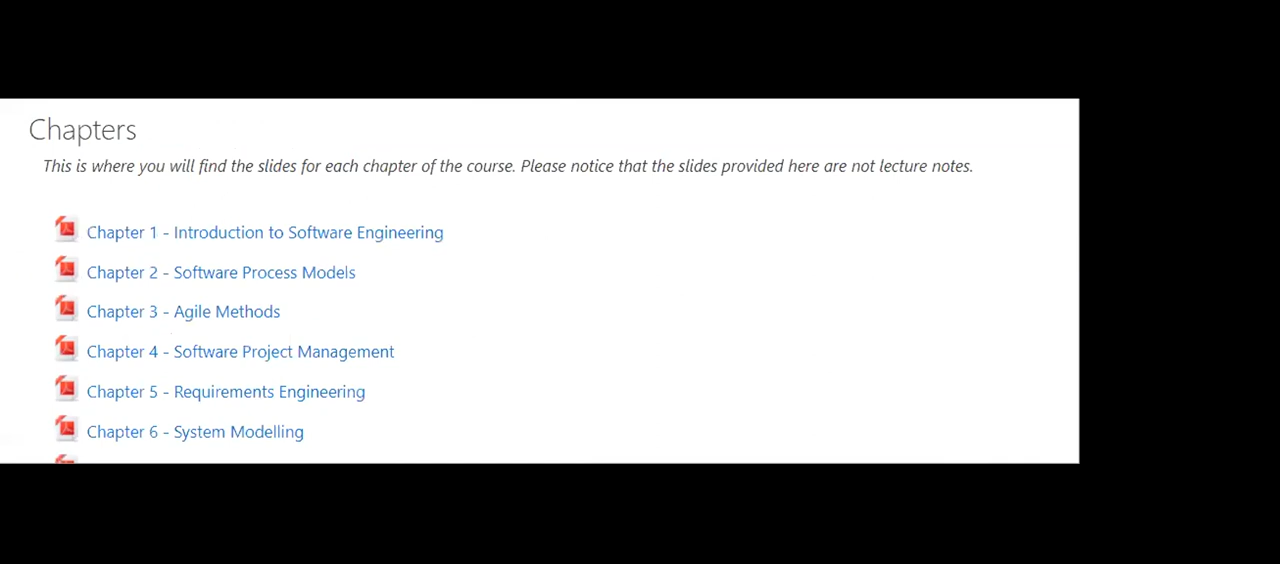 Chapters
This is where you will find the slides for each chapter of the course. Please notice that the slides provided here are not lecture notes.
Chapter 1 - Introduction to Software Engineering
Chapter 2 - Software Process Models
Chapter 3 - Agile Methods
Chapter 4 - Software Project Management
Chapter 5 - Requirements Engineering
Chapter 6 - System Modelling